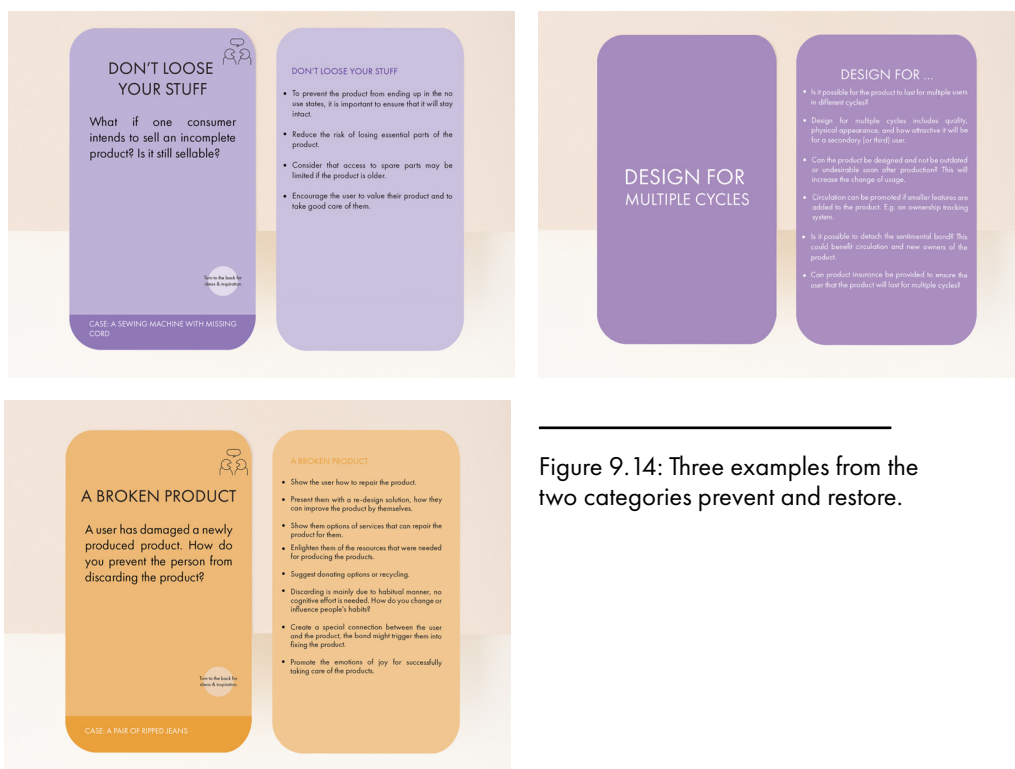 DON'T LOOSE
YOUR STUFF
What if one consumer
intends to sell an incomplete
product? Is it still sellable?
Turn to the back for
ideas & inspiration
CASE: A SEWING MACHINE WITH MISSING
CORD
DON'T LOOSE YOUR STUFF
• To prevent the product from ending up in the no
use states, it is important to ensure that it will stay
intact.
• Reduce the risk of losing essential parts of the
product.
• Consider that access to spare parts may be
limited if the product is older.
• Encourage the user to value their product and to
take good care of them.
DESIGN FOR
MULTIPLE CYCLES
DESIGN FOR ...
• Is it possible for the product to last for multiple users
in different cycles?
• Design for multiple cycles includes quality,
physical appearance, and how attractive it will be
for a secondary (or third) user.
• Can the product be designed and not be outdated
or undesirable soon after production? This will
increase the change of usage.
• Circulation can be promoted if smaller features are
added to the product. E.g. an ownership tracking
system.
• Is it possible to detach the sentimental bond? This
could benefit circulation and new owners of the
product.
• Can product insurance be provided to ensure the
user that the product will last for multiple cycles?
A BROKEN PRODUCT
A user has damaged a newly
produced product. How do
you prevent the person from
discarding the product?
Turn to the back for
ideas & inspiration
CASE: A PAIR OF RIPPED JEANS
A BROKEN PRODUCT
• Show the user how to repair the product.
• Present them with a re-design solution, how they
can improve the product by themselves.
• Show them options of services that can repair the
product for them.
• Enlighten them of the resources that were needed
for producing the products.
• Suggest donating options or recycling.
• Discarding is mainly due to habitual manner, no
cognitive effort is needed. How do you change or
influence people's habits?
• Create a special connection between the user
and the product, the bond might trigger them into
fixing the product.
• Promote the emotions of joy for successfully
taking care of the products.
Figure 9.14: Three examples from the
two categories prevent and restore.